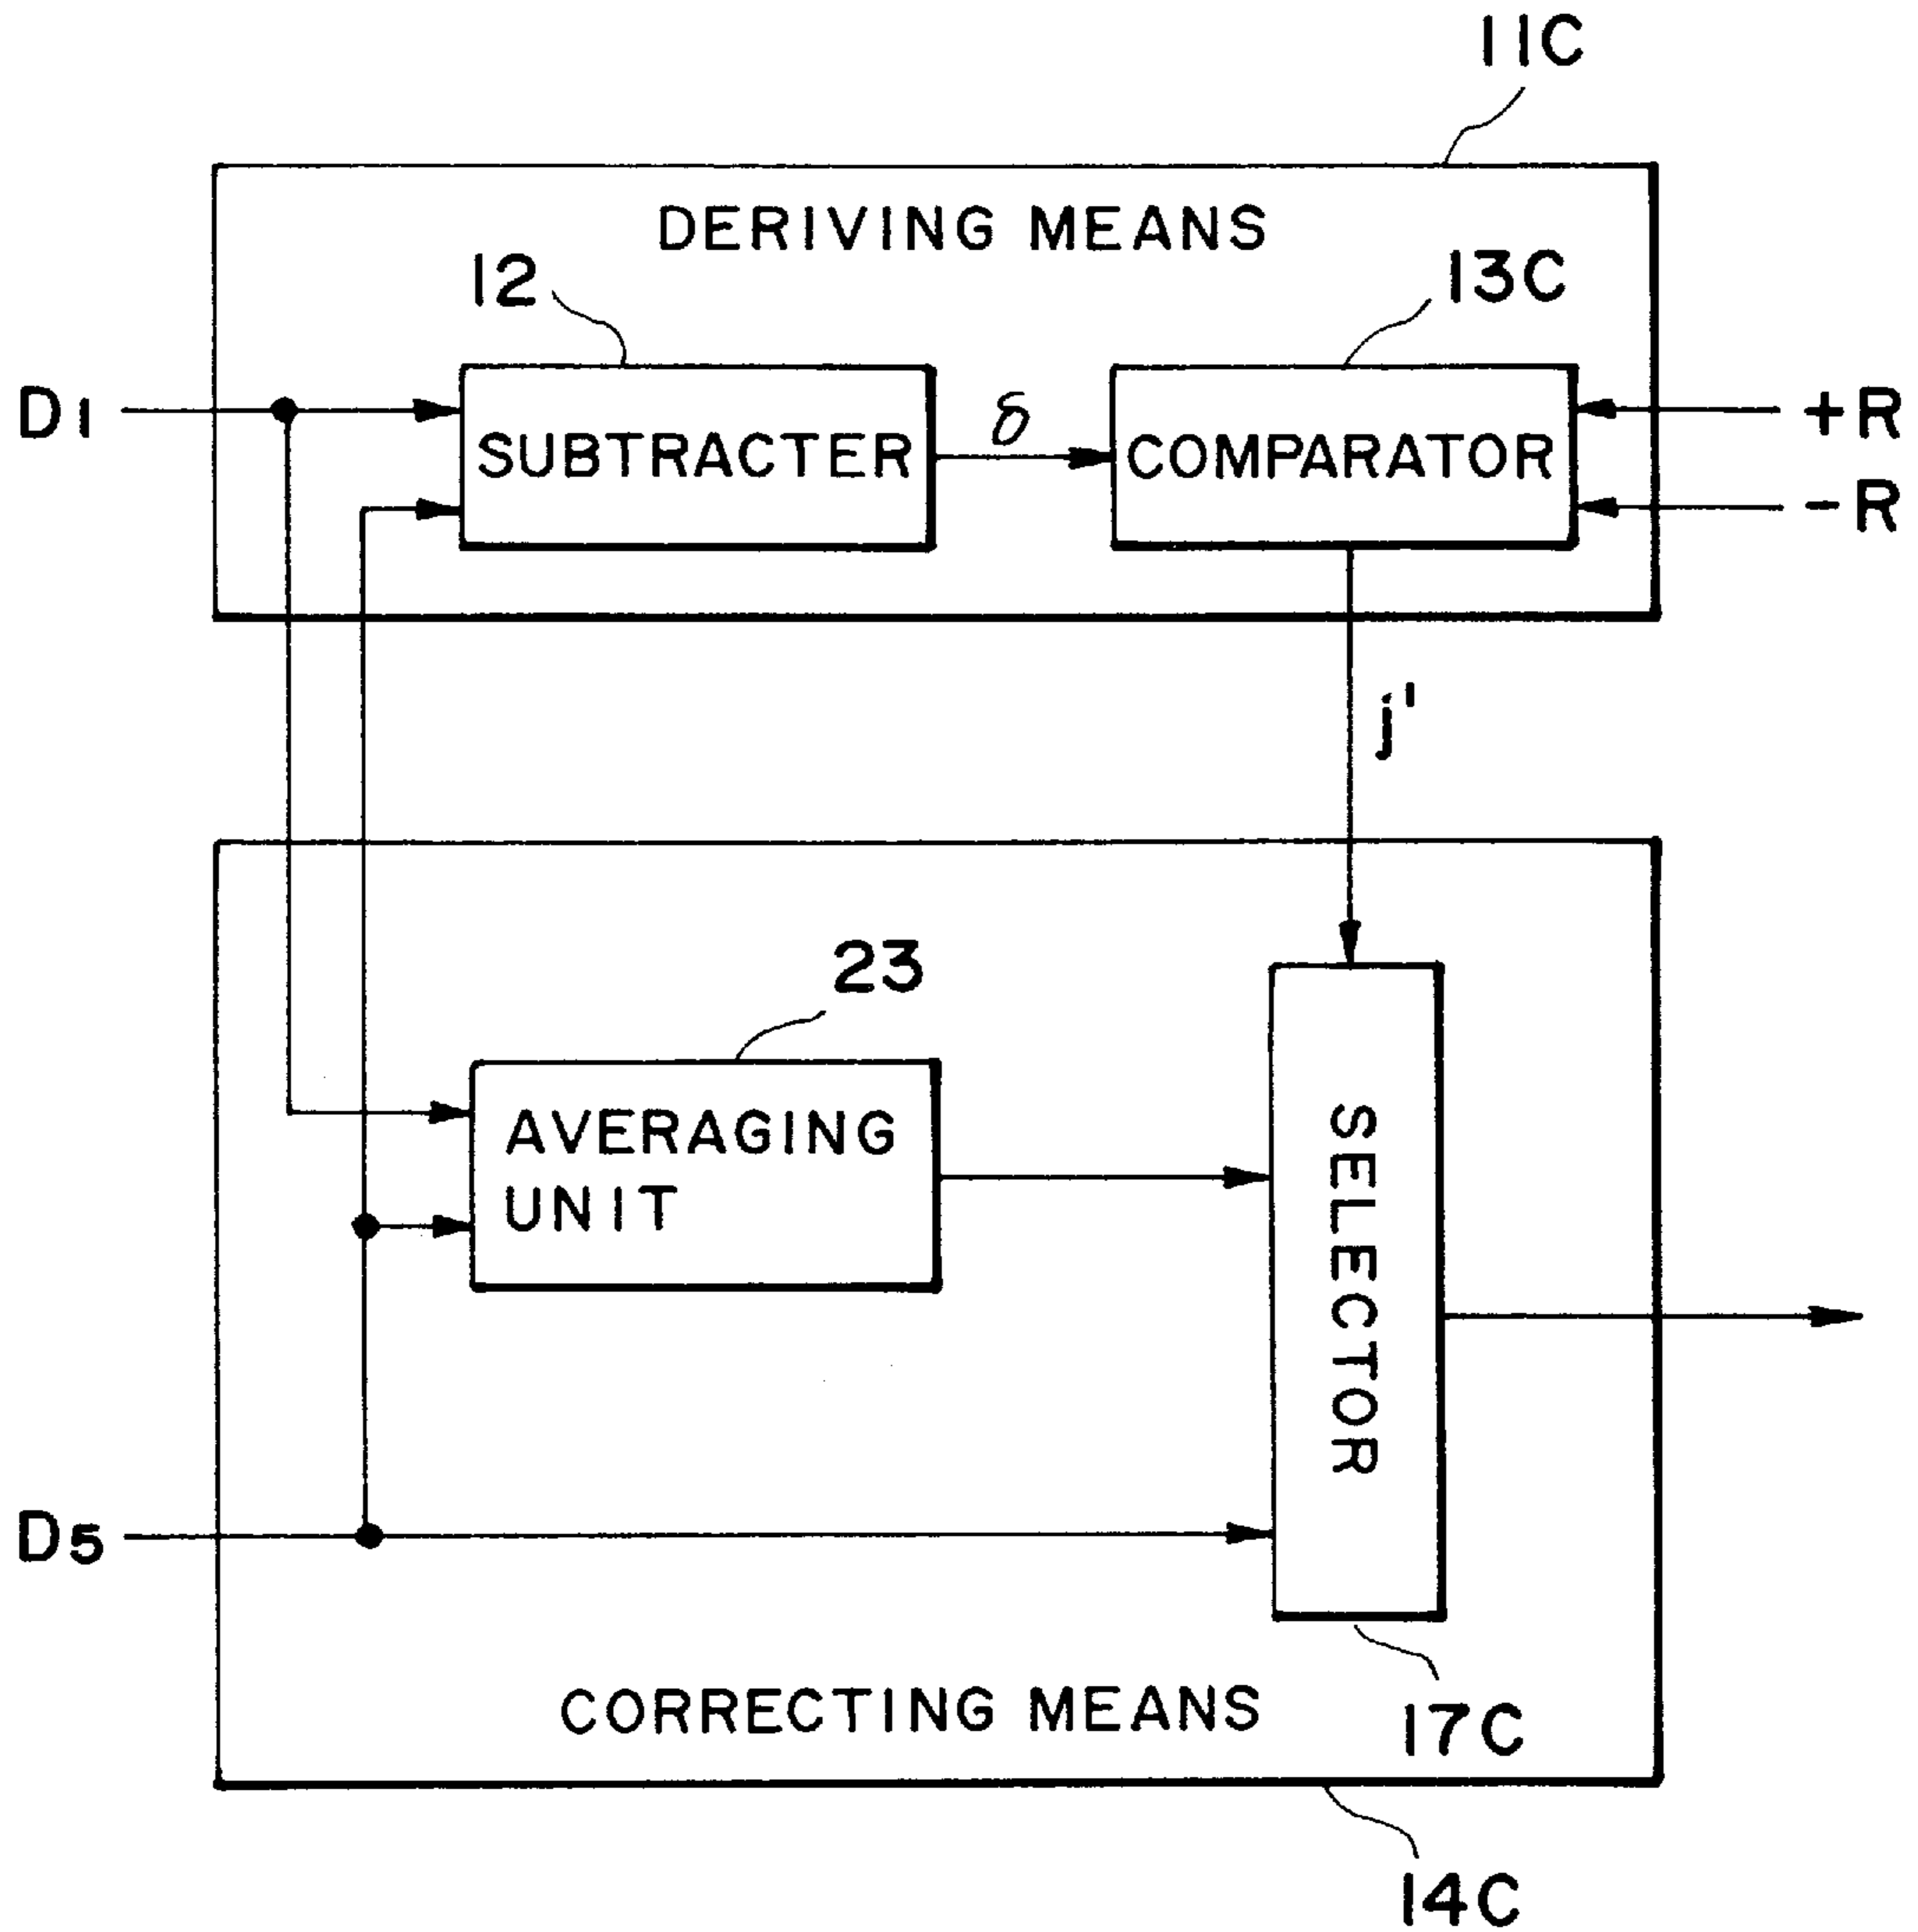 11C
DERIVING MEANS
12
13C
D1
SUBTRACTER
δ
COMPARATOR
+R
-R
j'
23
AVERAGING
UNIT
SELECTOR
D5
CORRECTING MEANS
17C
14C